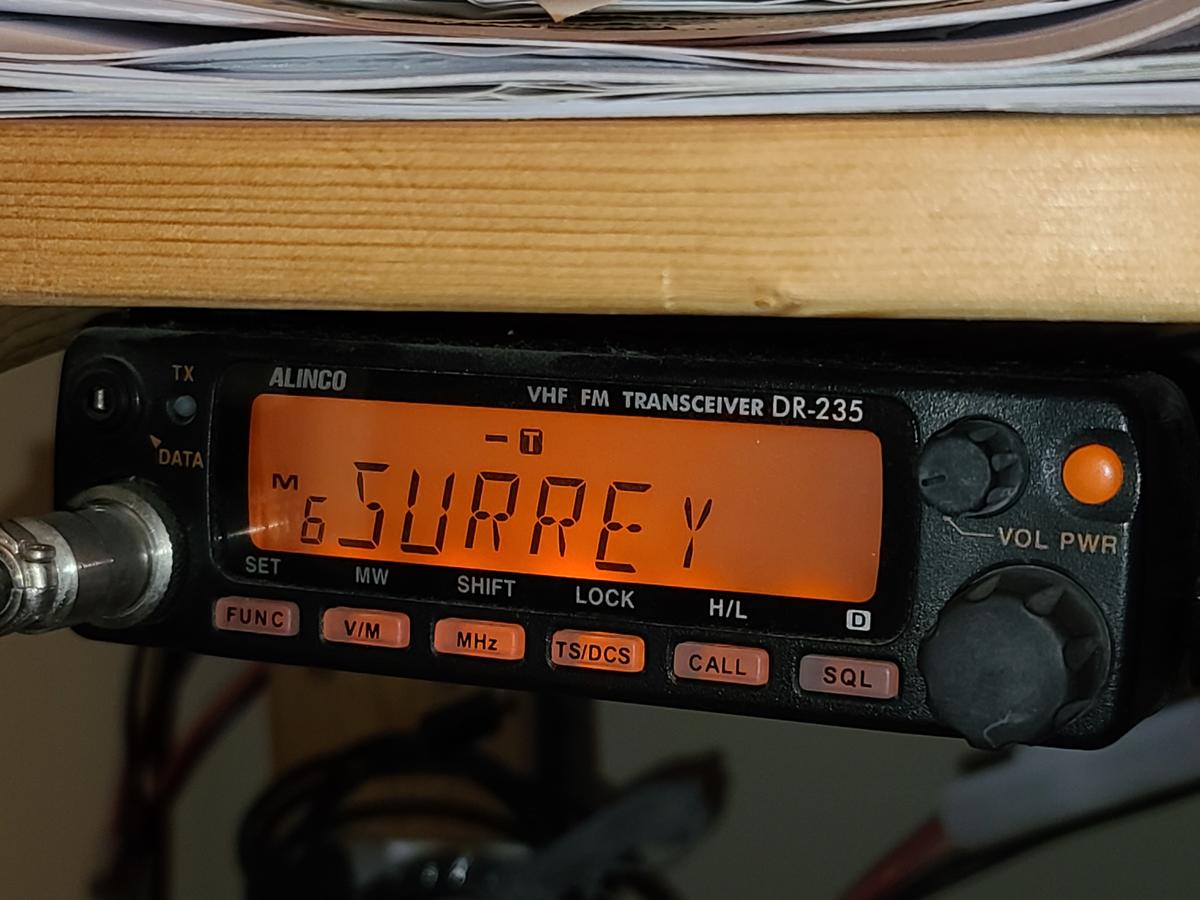 TX
DATA
ALINCO
VHF FM TRANSCEIVER DR-235
- T
M 6 SURREY
VOL PWR
SET MW SHIFT LOCK H/L D
FUNC V/M MHz TS/DCS CALL SQL